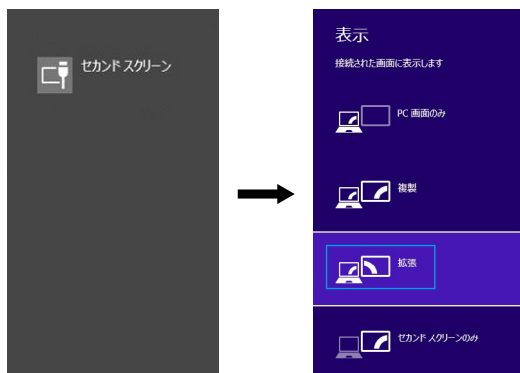 セカンド スクリーン
表示
接続された画面に表示します
PC 画面のみ
複製
拡張
セカンド スクリーンのみ